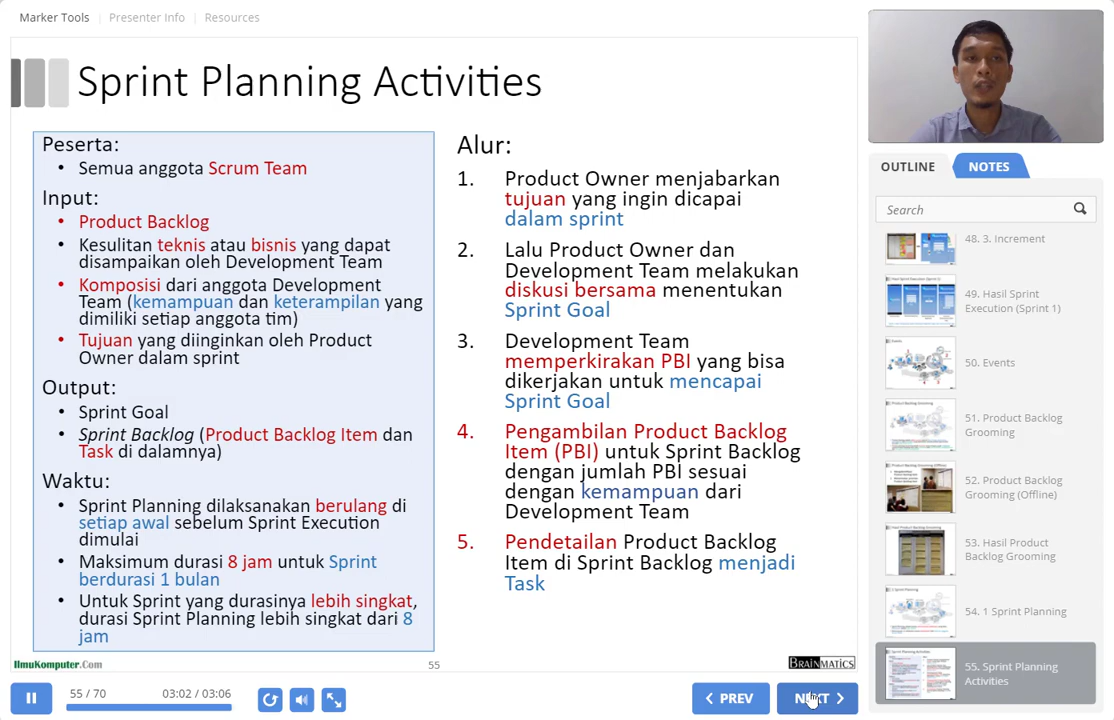 Marker Tools
Presenter Info
Resources
Sprint Planning Activities
Peserta:
• Semua anggota Scrum Team
Input:
• Product Backlog
• Kesulitan teknis atau bisnis yang dapat
disampaikan oleh Development Team
• Komposisi dari anggota Development
Team (kemampuan dan keterampilan yang
dimiliki setiap anggota tim)
• Tujuan yang diinginkan oleh Product
Owner dalam sprint
Output:
• Sprint Goal
• Sprint Backlog (Product Backlog Item dan
Task di dalamnya)
Waktu:
• Sprint Planning dilaksanakan berulang di
setiap awal sebelum Sprint Execution
dimulai
• Maksimum durasi 8 jam untuk Sprint
berdurasi 1 bulan
• Untuk Sprint yang durasinya lebih singkat,
durasi Sprint Planning lebih singkat dari 8
jam
Alur:
1. Product Owner menjabarkan
tujuan yang ingin dicapai
dalam sprint
2. Lalu Product Owner dan
Development Team melakukan
diskusi bersama menentukan
Sprint Goal
3. Development Team
memperkirakan PBI yang bisa
dikerjakan untuk mencapai
Sprint Goal
4. Pengambilan Product Backlog
Item (PBI) untuk Sprint Backlog
dengan jumlah PBI sesuai
dengan kemampuan dari
Development Team
5. Pendetailan Product Backlog
Item di Sprint Backlog menjadi
Task
IlmuKomputer.Com
55
BRAINMATICS
55 / 70
03:02 / 03:06
PREV
NEXT
OUTLINE
NOTES
Search
48. 3. Increment
49. Hasil Sprint
Execution (Sprint 1)
50. Events
51. Product Backlog
Grooming
52. Product Backlog
Grooming (Offline)
53. Hasil Product
Backlog Grooming
54. 1 Sprint Planning
55. Sprint Planning
Activities